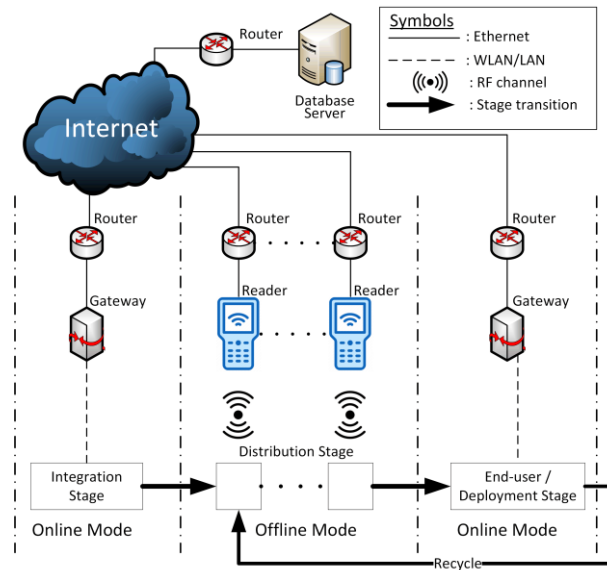 Symbols
: Ethernet
: WLAN/LAN
: RF channel
: Stage transition
Router
Database
Server
Internet
Router
Router
Router
Router
Gateway
Reader
Reader
Gateway
Distribution Stage
Integration
Stage
End-user /
Deployment Stage
Online Mode
Offline Mode
Online Mode
Recycle